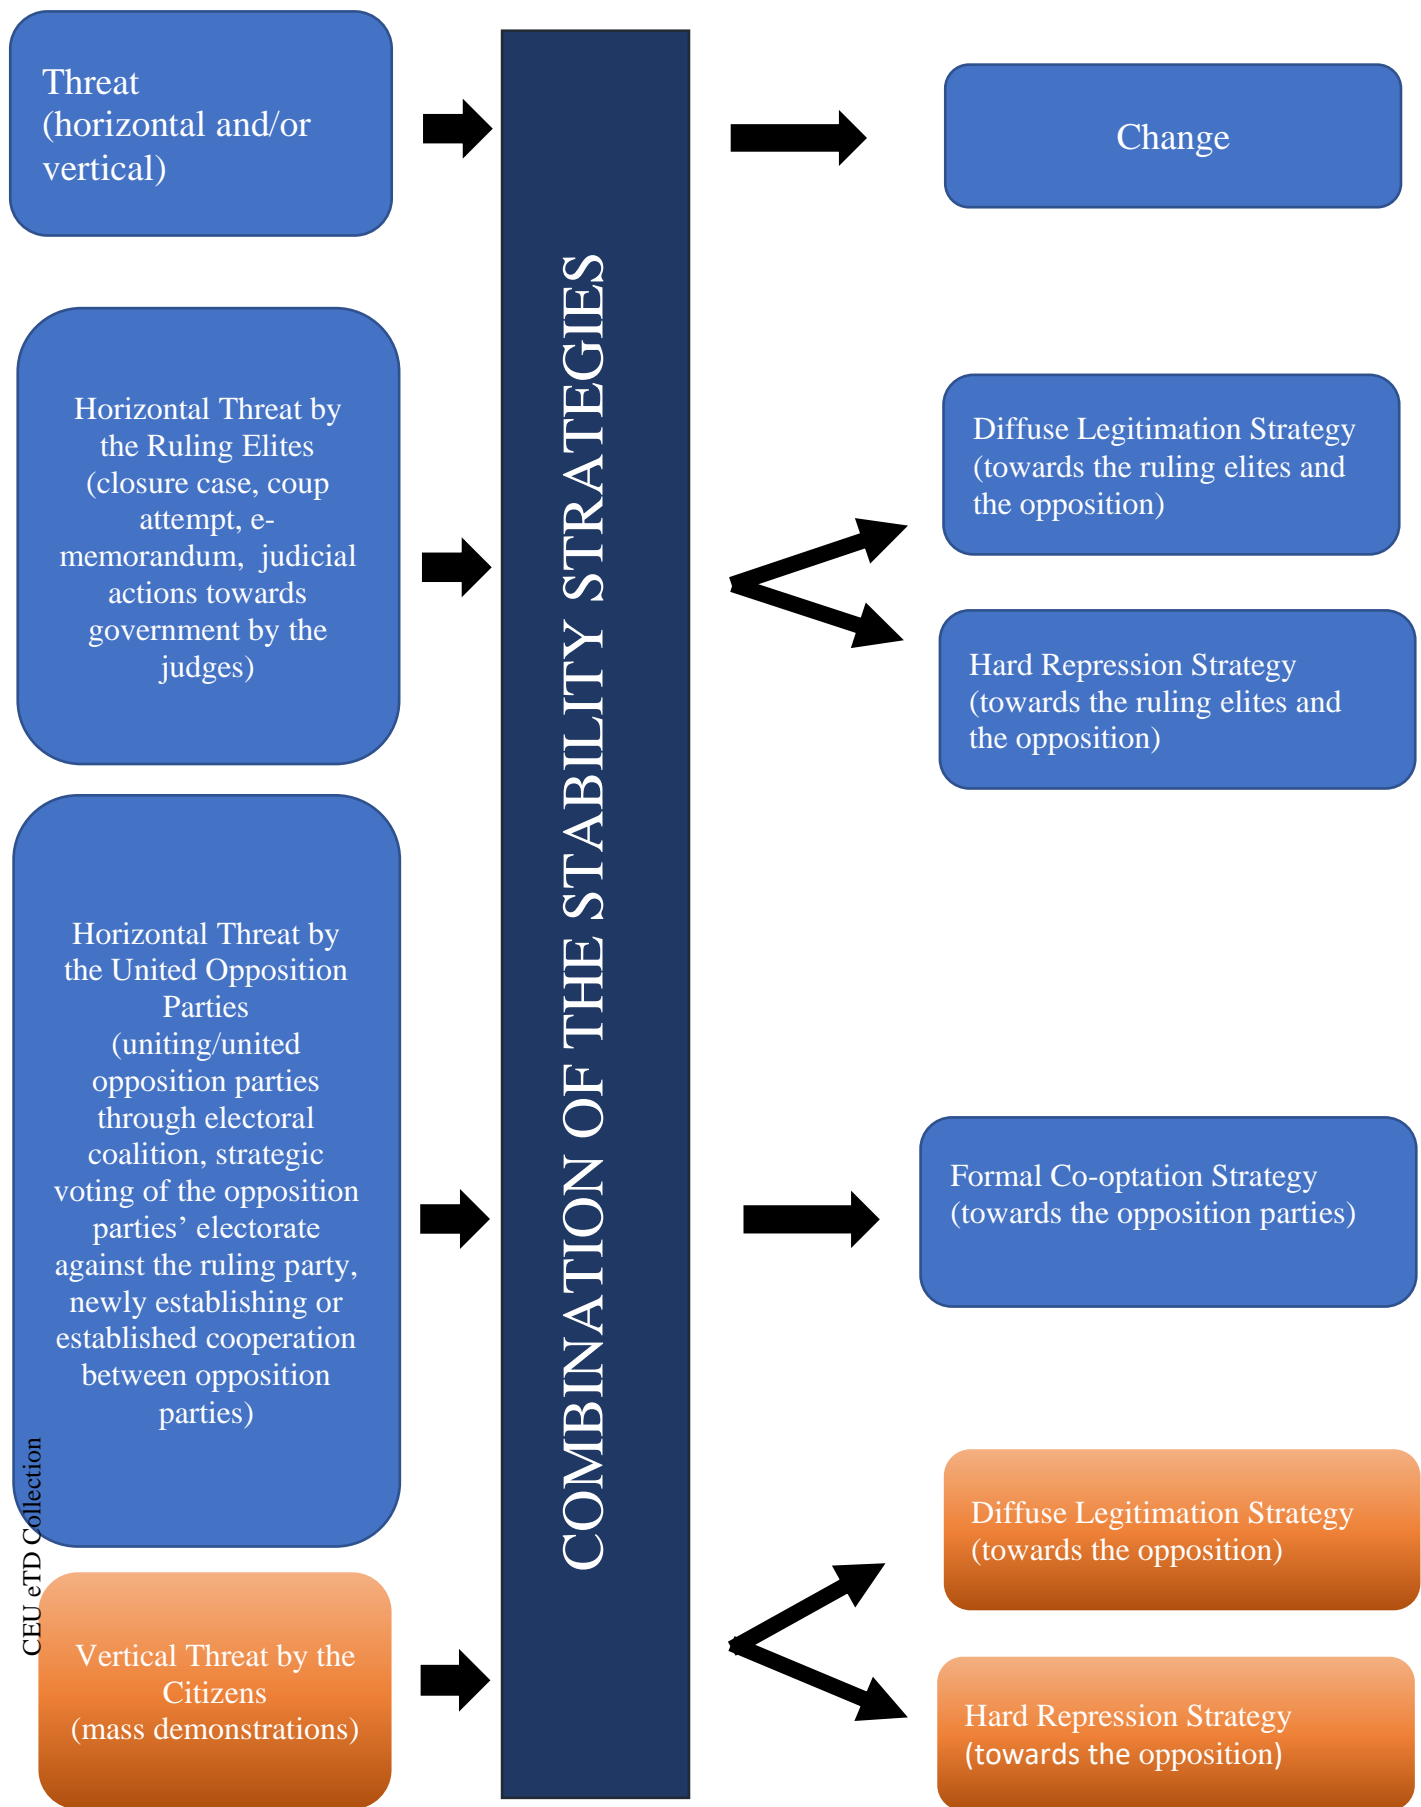 Threat
(horizontal and/or
vertical)
Change
Horizontal Threat by
the Ruling Elites
(closure case, coup
attempt, e-
memorandum,  judicial
actions towards
government by the
judges)
Diffuse Legitimation Strategy
(towards the ruling elites and
the opposition)
Hard Repression Strategy
(towards the ruling elites and
the opposition)
COMBINATION OF THE STABILITY STRATEGIES
Horizontal Threat by
the United Opposition
Parties
(uniting/united
opposition parties
through electoral
coalition, strategic
voting of the opposition
parties’ electorate
against the ruling party,
newly establishing or
established cooperation
between opposition
parties)
Formal Co-optation Strategy
(towards the opposition parties)
Vertical Threat by the
Citizens
(mass demonstrations)
Diffuse Legitimation Strategy
(towards the opposition)
Hard Repression Strategy
(towards the opposition)
CEU eTD Collection